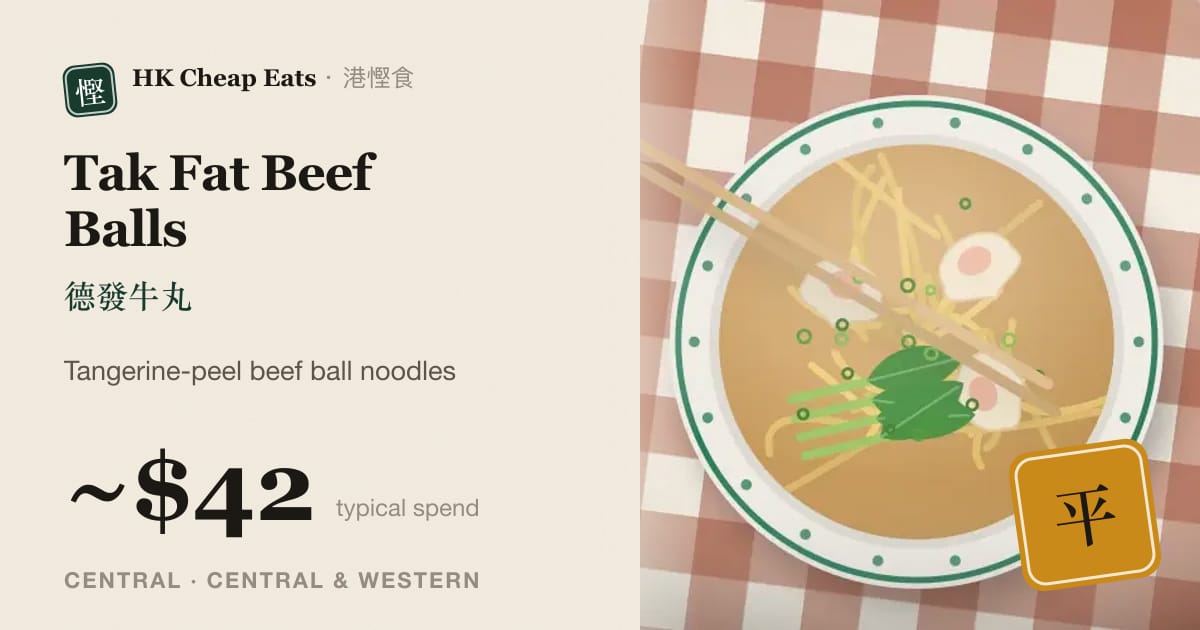 慳
HK Cheap Eats · 港慳食
Tak Fat Beef
Balls
德發牛丸
Tangerine-peel beef ball noodles
~$42 typical spend
CENTRAL · CENTRAL & WESTERN
平